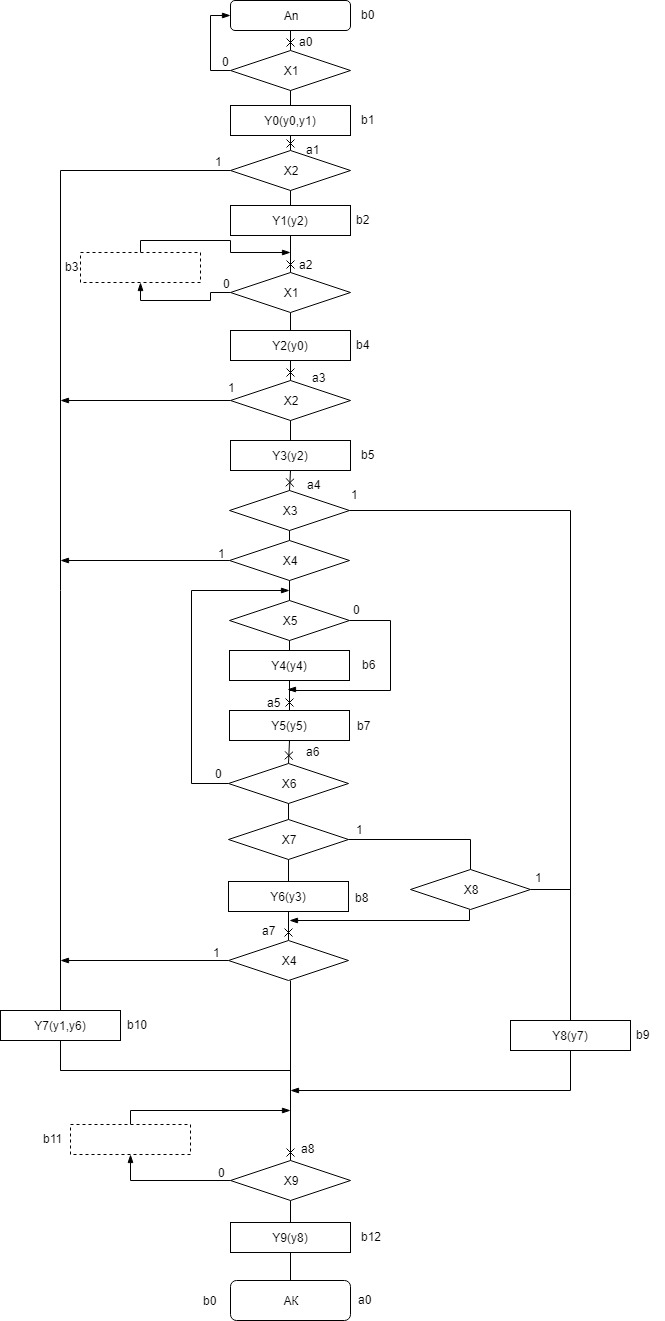 An b0
a0
0 X1
Y0(y0,y1) b1
a1
1 X2
Y1(y2) b2
b3 a2
0 X1
Y2(y0) b4
a3
1 X2
Y3(y2) b5
a4
X3 1
1 X4
X5 0
Y4(y4) b6
a5
Y5(y5) b7
a6
0 X6
X7 1
X8 1
Y6(y3) b8
a7
1 X4
Y7(y1,y6) b10
Y8(y7) b9
b11
a8
0 X9
Y9(y8) b12
b0 АК a0